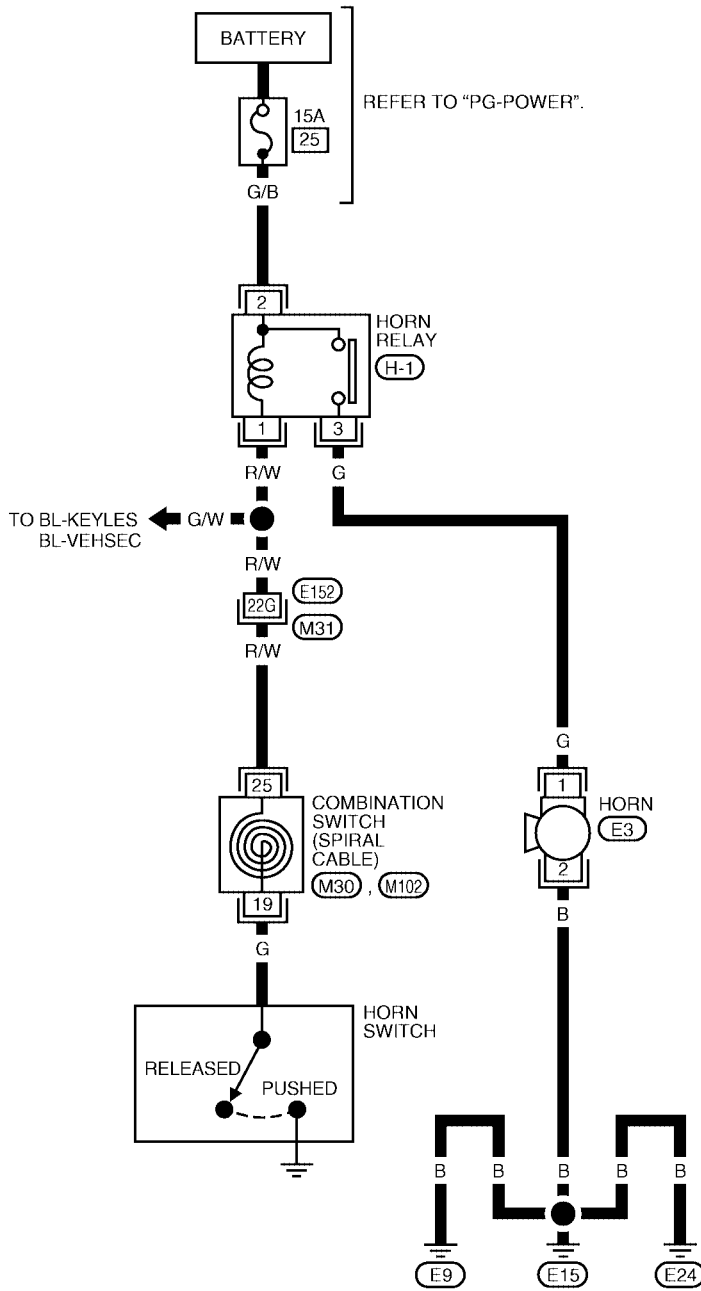 BATTERY
REFER TO "PG-POWER".
15A
25
G/B
2
HORN
RELAY
H-1
1
3
R/W
G
TO BL-KEYLES
BL-VEHSEC
G/W
R/W
22G
E152
M31
R/W
G
25
1
COMBINATION
SWITCH
(SPIRAL
CABLE)
M30 , M102
HORN
E3
2
19
B
G
HORN
SWITCH
RELEASED
PUSHED
B
B
B
B
B
E9
E15
E24